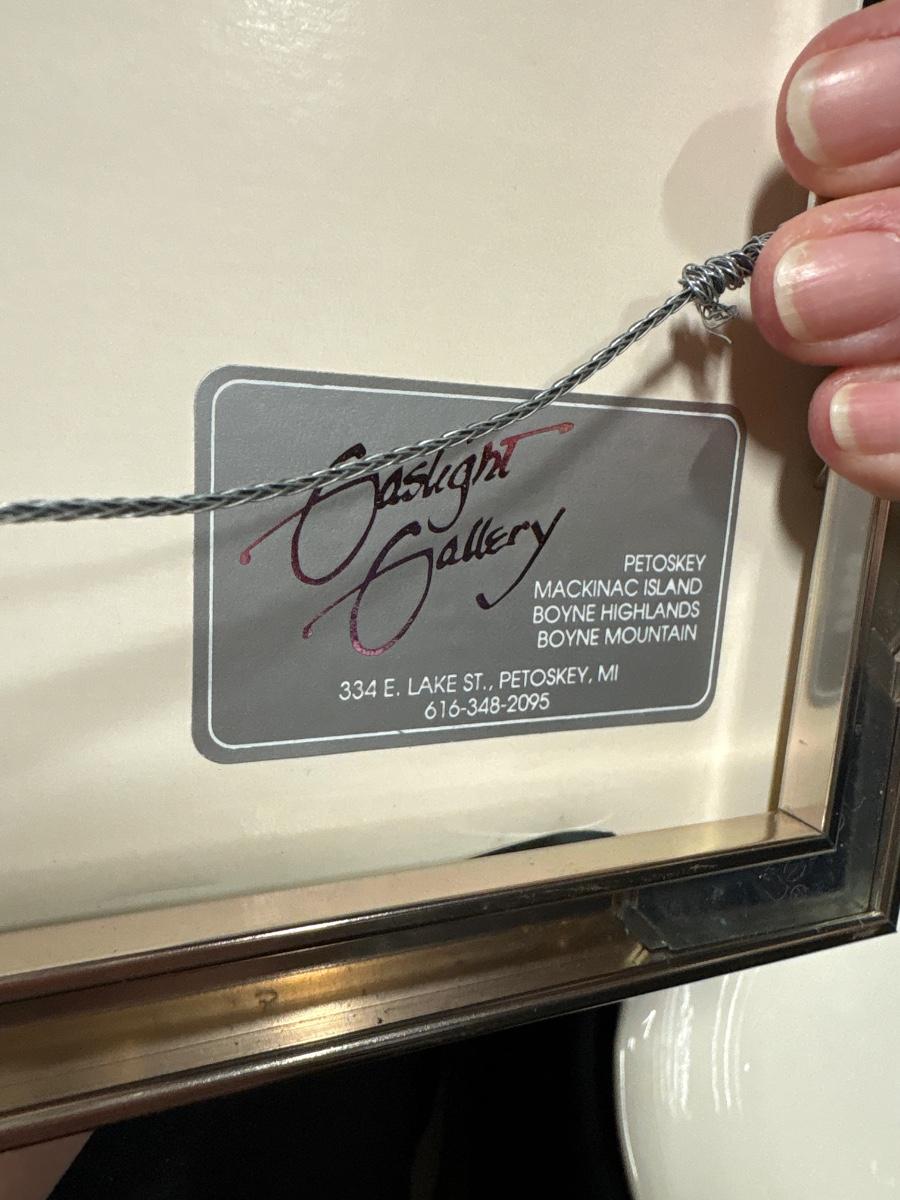 Gaslight
Gallery
PETOSKEY
MACKINAC ISLAND
BOYNE HIGHLANDS
BOYNE MOUNTAIN
334 E. LAKE ST., PETOSKEY, MI
616-348-2095